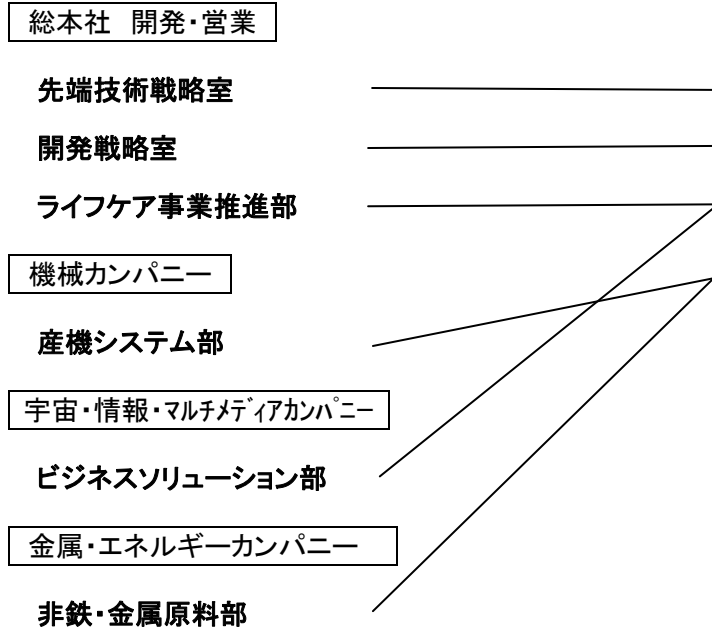 総本社　開発・営業
先端技術戦略室
開発戦略室
ライフケア事業推進部
機械カンパニー
産機システム部
宇宙・情報・ﾏﾙﾁﾒﾃﾞｨｱｶﾝﾊﾟﾆｰ
ビジネスソリューション部
金属・エネルギーカンパニー
非鉄・金属原料部